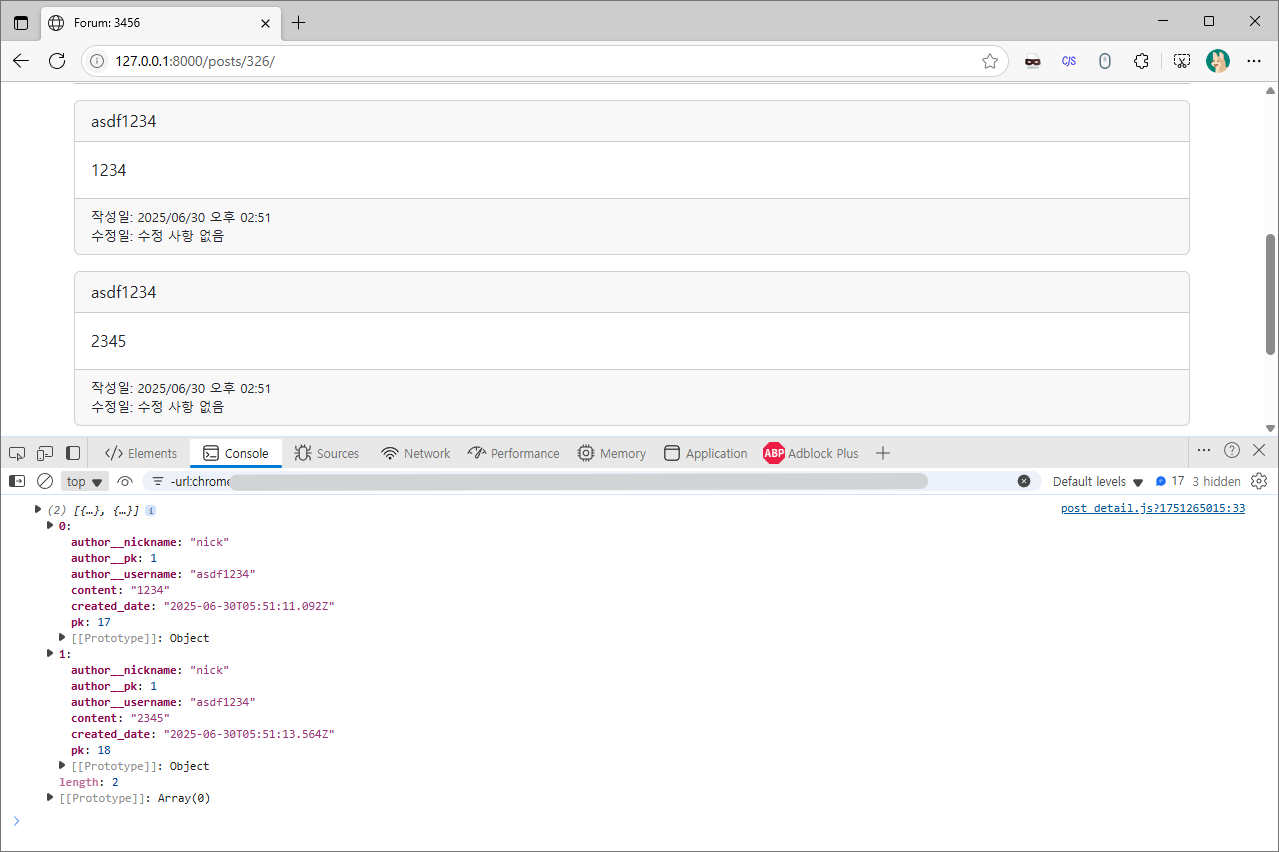 Forum: 3456
127.0.0.1:8000/posts/326/
C/S
asdf1234
1234
작성일: 2025/06/30 오후 02:51
수정일: 수정 사항 없음
asdf1234
2345
작성일: 2025/06/30 오후 02:51
수정일: 수정 사항 없음
Elements Console Sources Network Performance Memory Application ABP Adblock Plus
top -url:chrome Default levels 17 3 hidden
(2) [{…}, {…}] i post_detail.js?1751265015:33
0:
author__nickname: "nick"
author__pk: 1
author__username: "asdf1234"
content: "1234"
created_date: "2025-06-30T05:51:11.092Z"
pk: 17
[[Prototype]]: Object
1:
author__nickname: "nick"
author__pk: 1
author__username: "asdf1234"
content: "2345"
created_date: "2025-06-30T05:51:13.564Z"
pk: 18
[[Prototype]]: Object
length: 2
[[Prototype]]: Array(0)